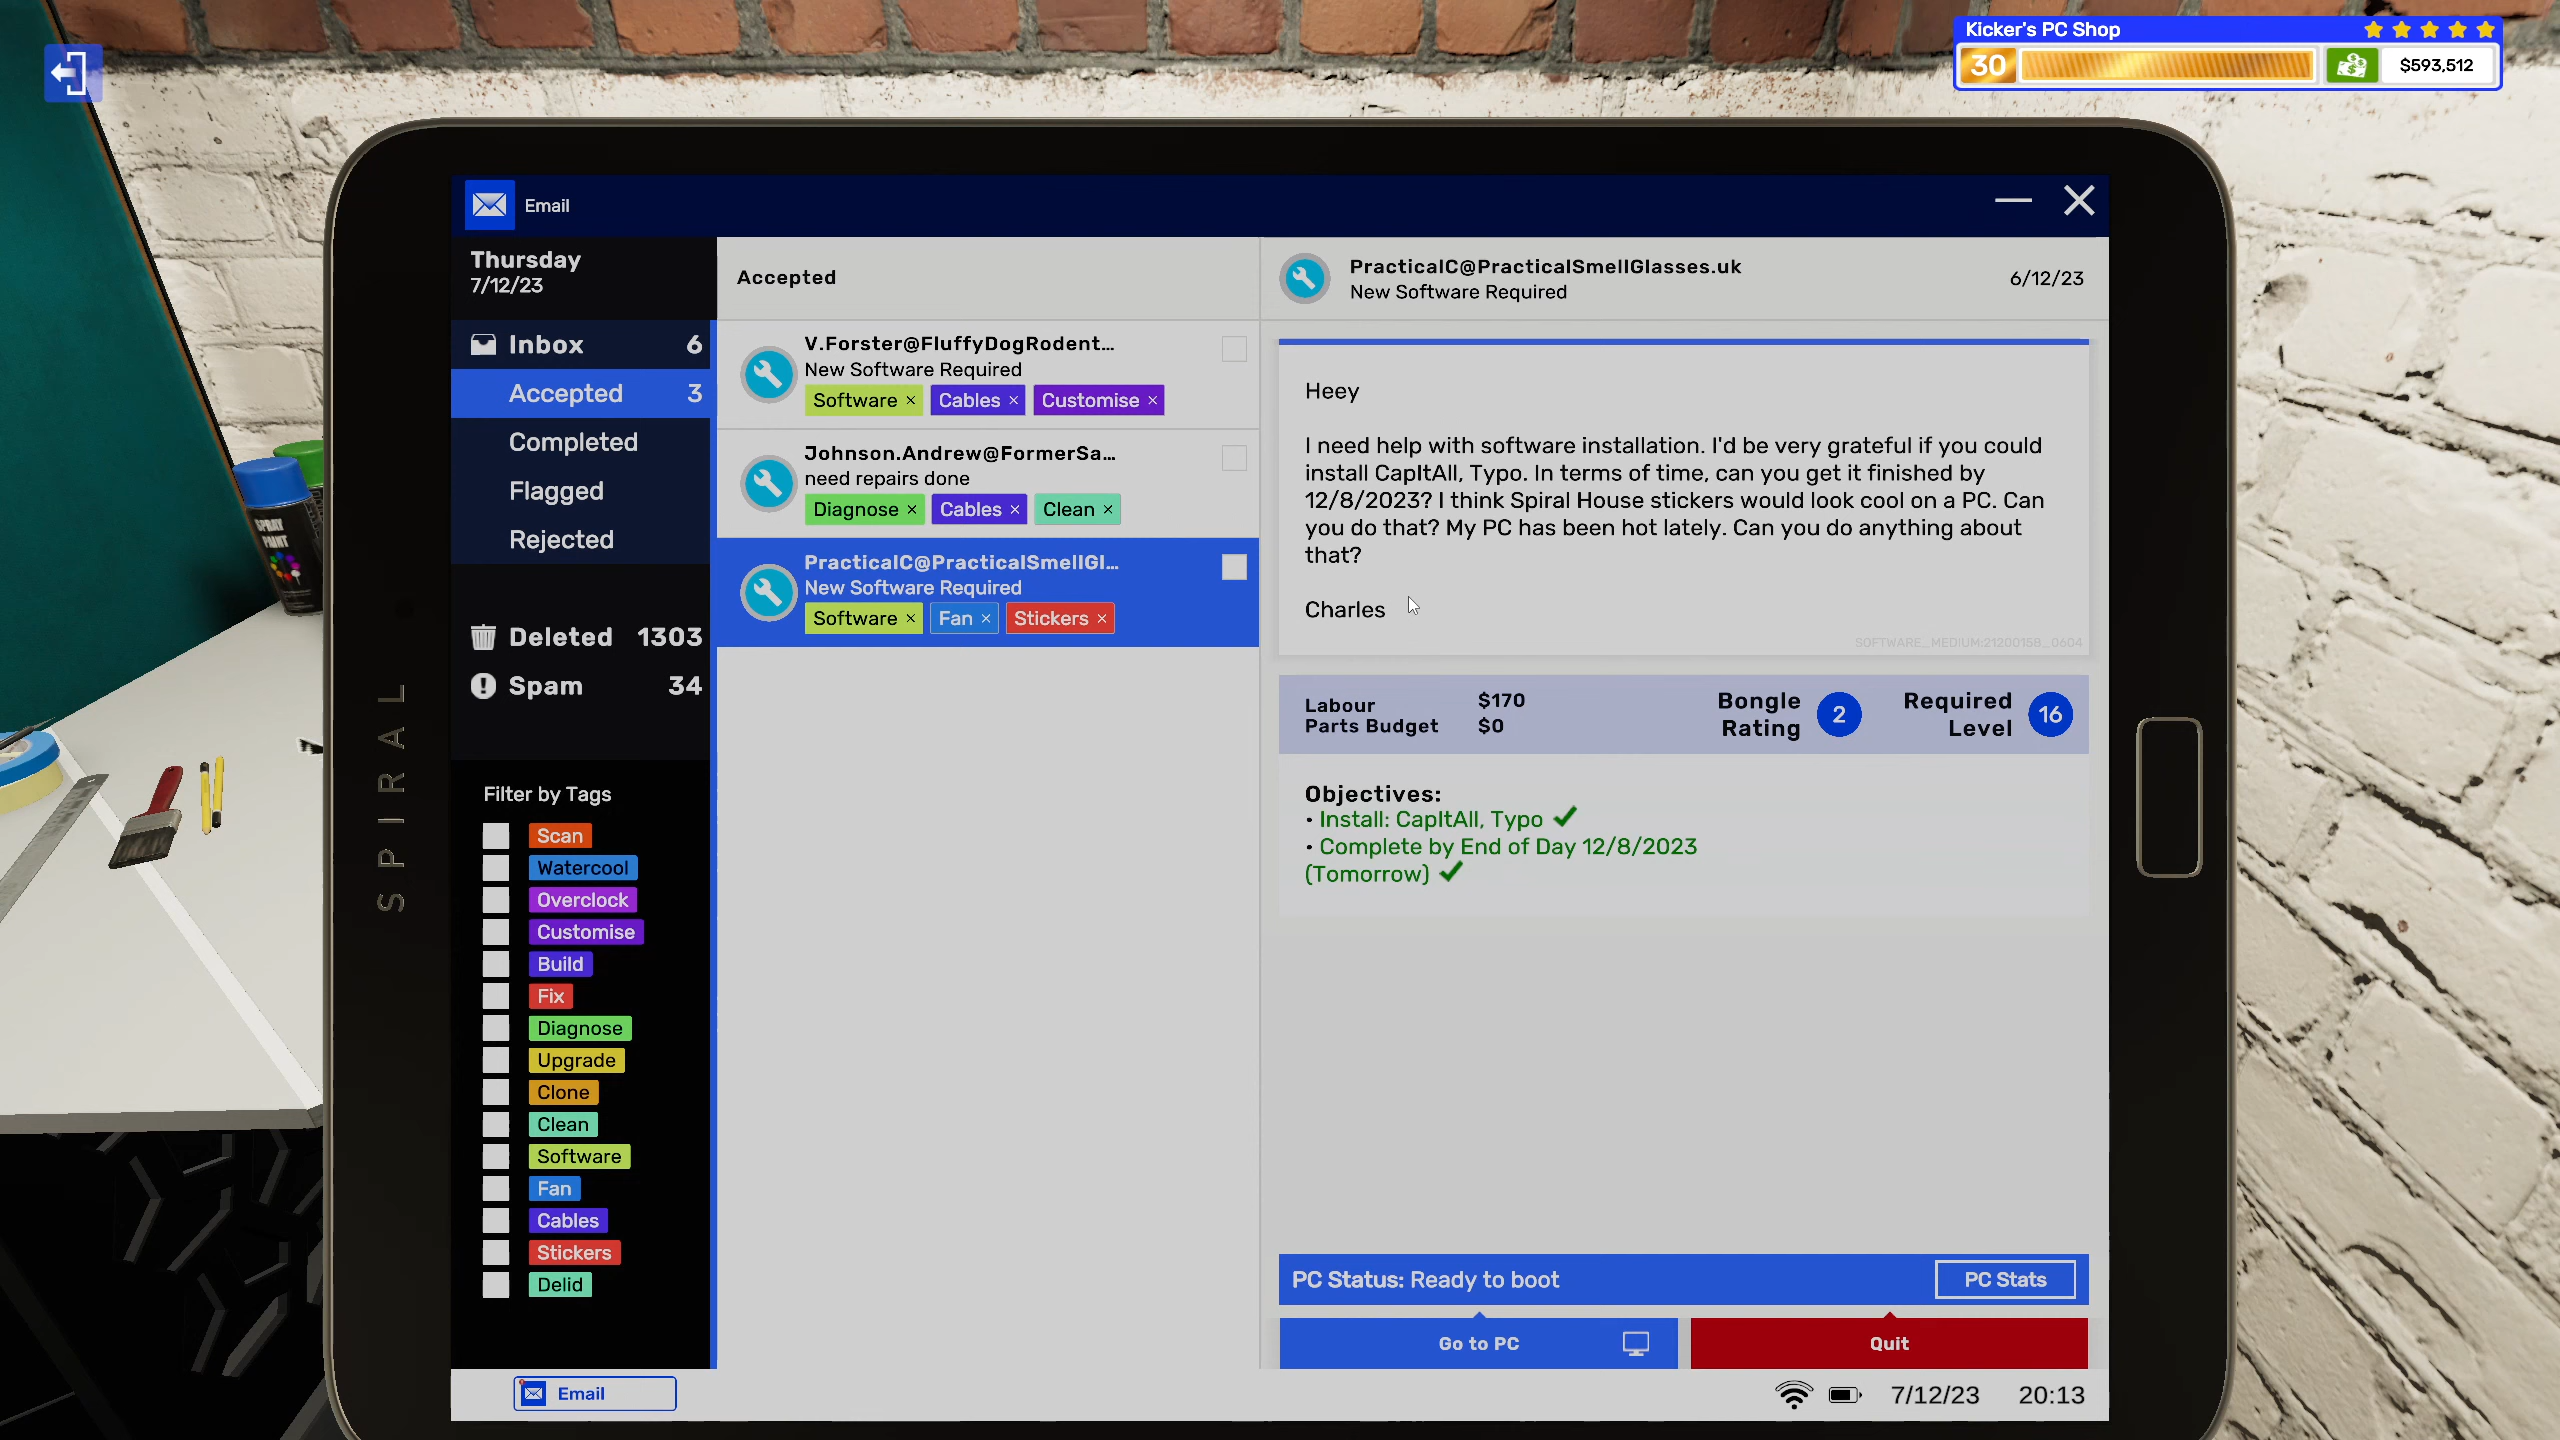 Kicker's PC Shop
30
$593,512
Email
Thursday
7/12/23
Inbox 6
Accepted 3
Completed
Flagged
Rejected
Deleted 1303
Spam 34
Filter by Tags
Scan
Watercool
Overclock
Customise
Build
Fix
Diagnose
Upgrade
Clone
Clean
Software
Fan
Cables
Stickers
Delid
Accepted
V.Forster@FluffyDogRodent...
New Software Required
Software × Cables × Customise ×
Johnson.Andrew@FormerSa...
need repairs done
Diagnose × Cables × Clean ×
PracticalC@PracticalSmellGl...
New Software Required
Software × Fan × Stickers ×
PracticalC@PracticalSmellGlasses.uk
New Software Required
6/12/23
Heey
I need help with software installation. I'd be very grateful if you could
install CapItAll, Typo. In terms of time, can you get it finished by
12/8/2023? I think Spiral House stickers would look cool on a PC. Can
you do that? My PC has been hot lately. Can you do anything about
that?
Charles
SOFTWARE_MEDIUM:21200158_0604
Labour $170
Parts Budget $0
Bongle
Rating
2
Required
Level
16
Objectives:
• Install: CapItAll, Typo ✔
• Complete by End of Day 12/8/2023
(Tomorrow) ✔
PC Status: Ready to boot
PC Stats
Go to PC
Quit
Email
7/12/23 20:13
SPIRAL
SPRAY
PAINT